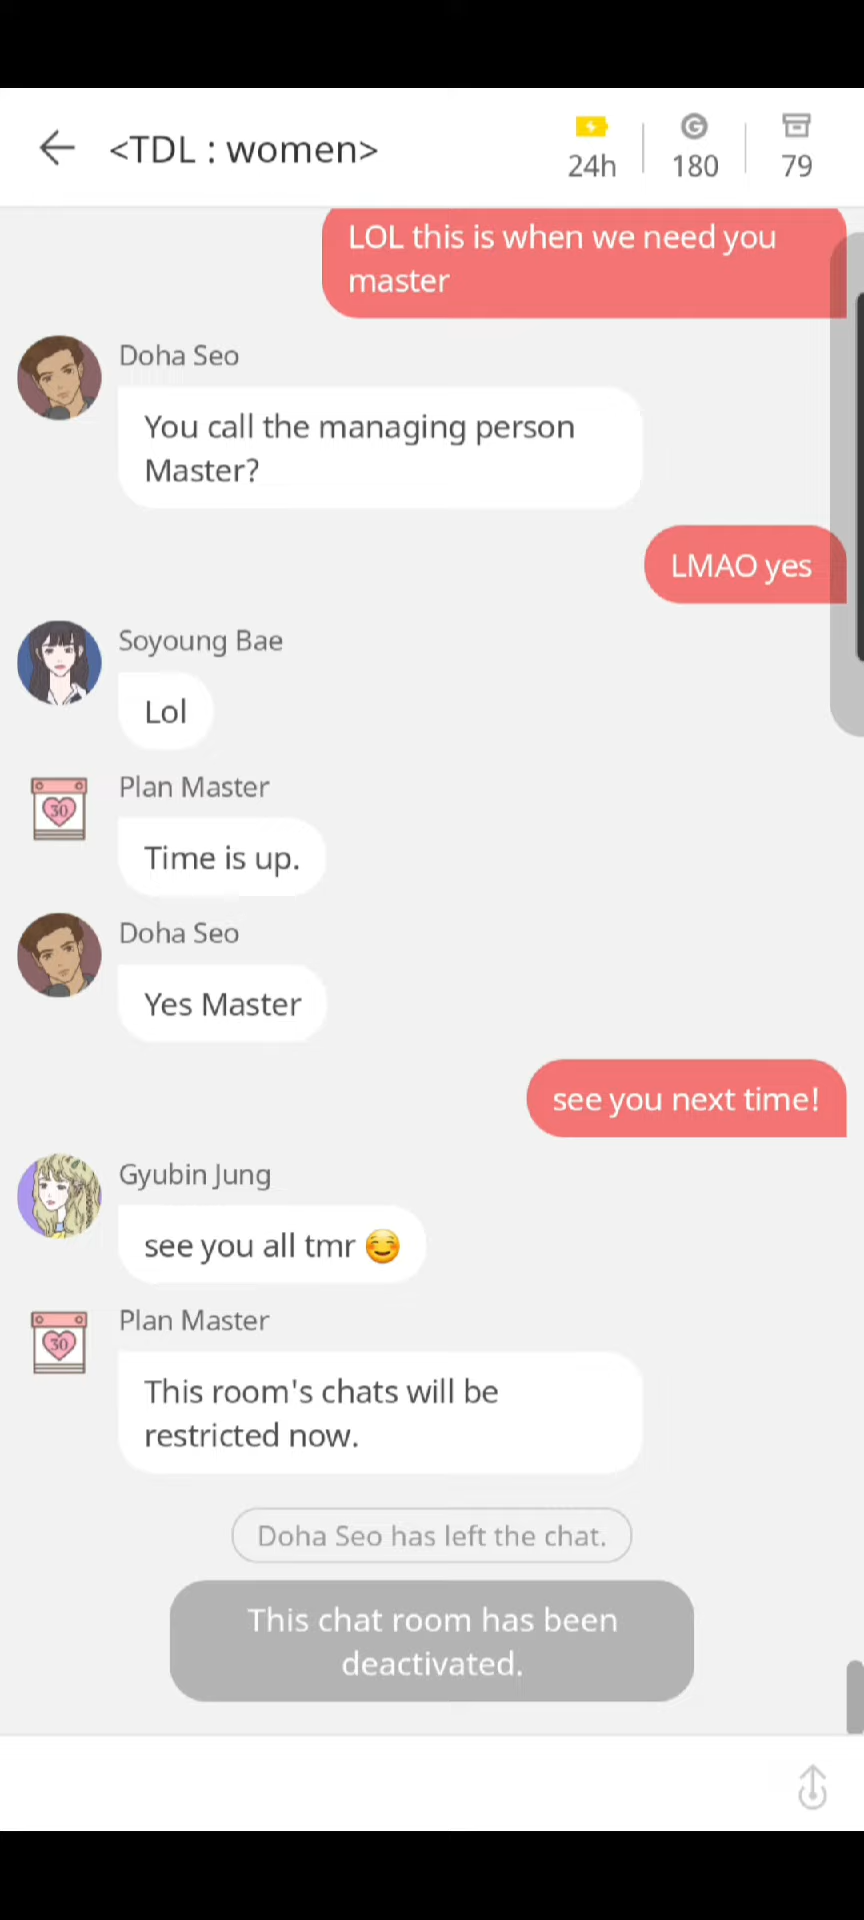 <TDL : women>
24h
180
79
LOL this is when we need you
master
Doha Seo
You call the managing person
Master?
LMAO yes
Soyoung Bae
Lol
Plan Master
30
Time is up.
Doha Seo
Yes Master
see you next time!
Gyubin Jung
see you all tmr ☺️
Plan Master
30
This room's chats will be
restricted now.
Doha Seo has left the chat.
This chat room has been
deactivated.